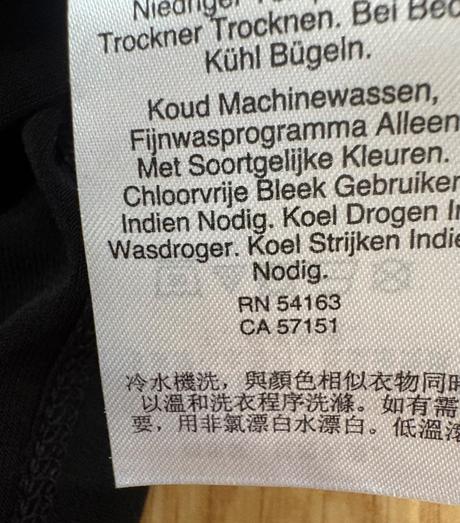 Niedriger
Trockner Trocknen. Bei
Kühl Bügeln.
Koud Machinewassen,
Fijnwasprogramma Alleen
Met Soortgelijke Kleuren.
Chloorvrije Bleek Gebruiken
Indien Nodig. Koel Drogen
Wasdroger. Koel Strijken
Nodig.
RN 54163
CA 57151
冷水機洗，與顏色相似衣物同時
以溫和洗衣程序洗滌。如有需
要，用非氯漂白水漂白。低溫滾